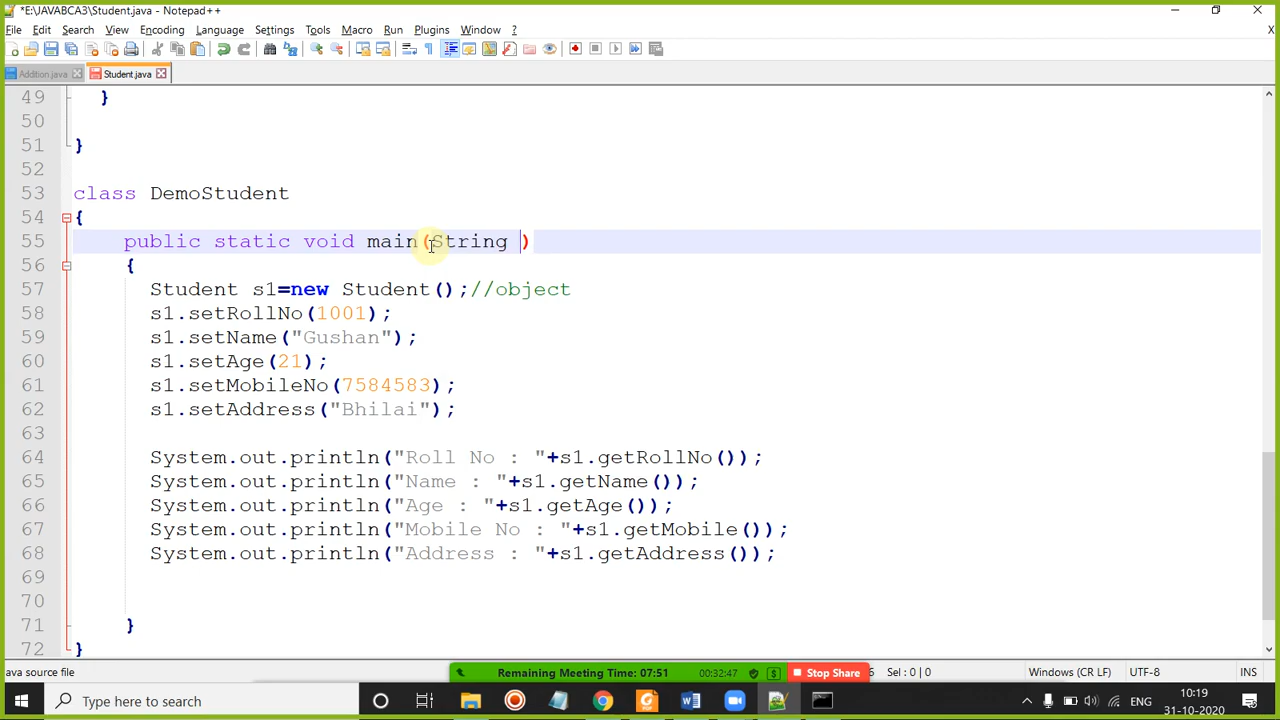 *E:\JAVABCA3\Student.java - Notepad++
File Edit Search View Encoding Language Settings Tools Macro Run Plugins Window ? X
Addition.java Student.java
49 }
50
51 }
52
53 class DemoStudent
54 {
55 public static void main(String )
56 {
57 Student s1=new Student();//object
58 s1.setRollNo(1001);
59 s1.setName("Gushan");
60 s1.setAge(21);
61 s1.setMobileNo(7584583);
62 s1.setAddress("Bhilai");
63
64 System.out.println("Roll No : "+s1.getRollNo());
65 System.out.println("Name : "+s1.getName());
66 System.out.println("Age : "+s1.getAge());
67 System.out.println("Mobile No : "+s1.getMobile());
68 System.out.println("Address : "+s1.getAddress());
69
70
71 }
72 }
ava source file Sel : 0 | 0 Windows (CR LF) UTF-8 INS
Remaining Meeting Time: 07:51 00:32:47 Stop Share
Type here to search ENG 10:19
31-10-2020